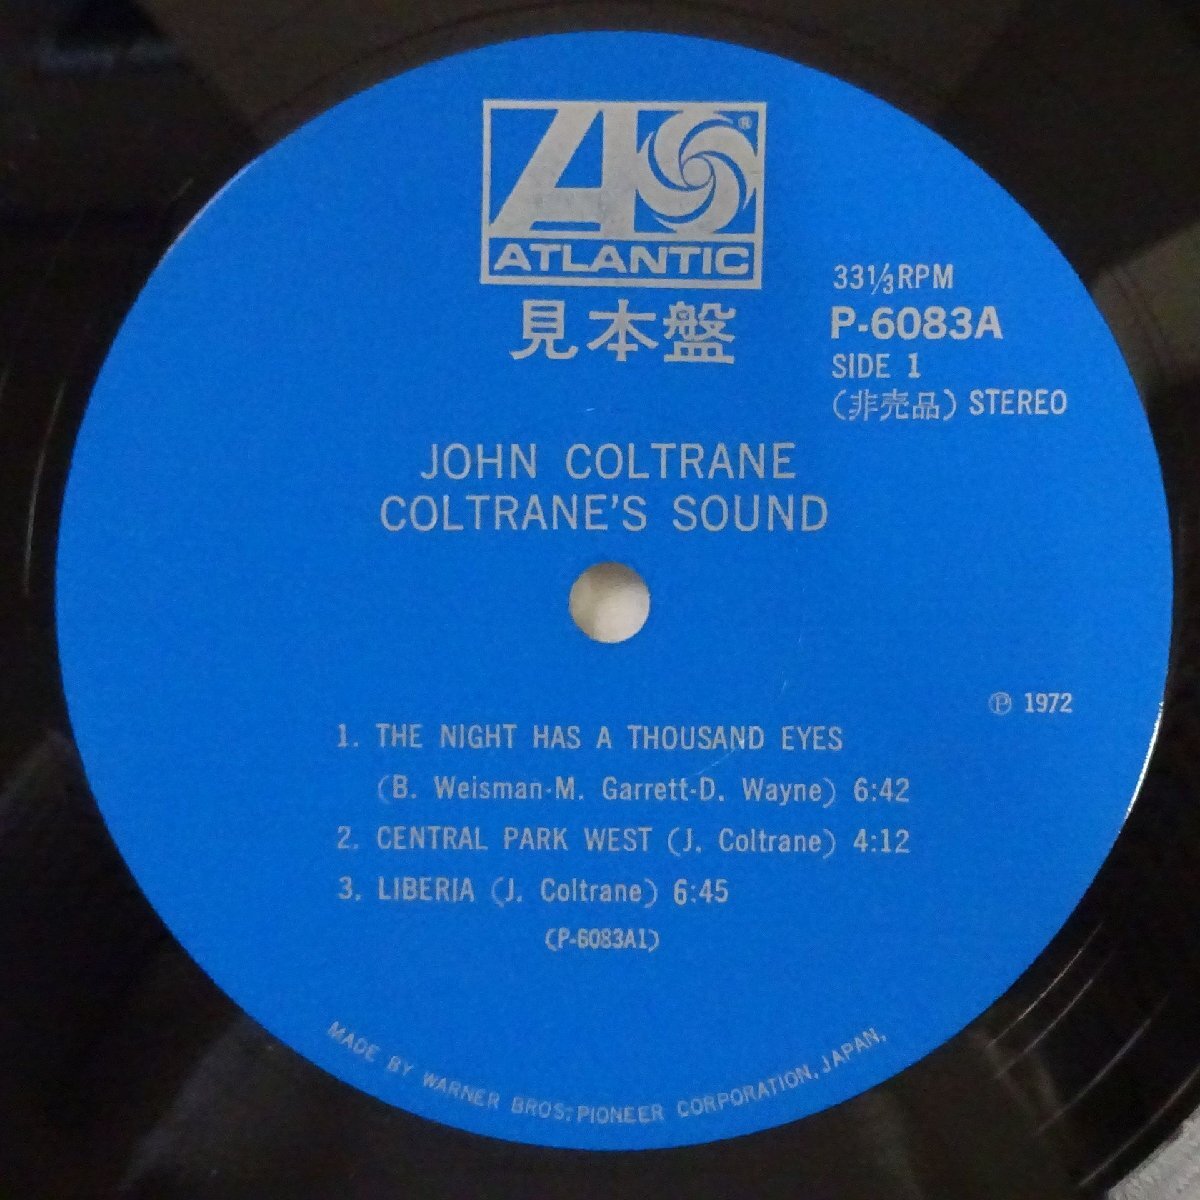 ATLANTIC
®
見本盤
33⅓RPM
P-6083A
SIDE 1
(非売品) STEREO
JOHN COLTRANE
COLTRANE'S SOUND
Ⓟ 1972
1. THE NIGHT HAS A THOUSAND EYES
(B. Weisman-M. Garrett-D. Wayne) 6:42
2. CENTRAL PARK WEST (J. Coltrane) 4:12
3. LIBERIA (J. Coltrane) 6:45
(P-6083A1)
MADE BY WARNER BROS; PIONEER CORPORATION, JAPAN,